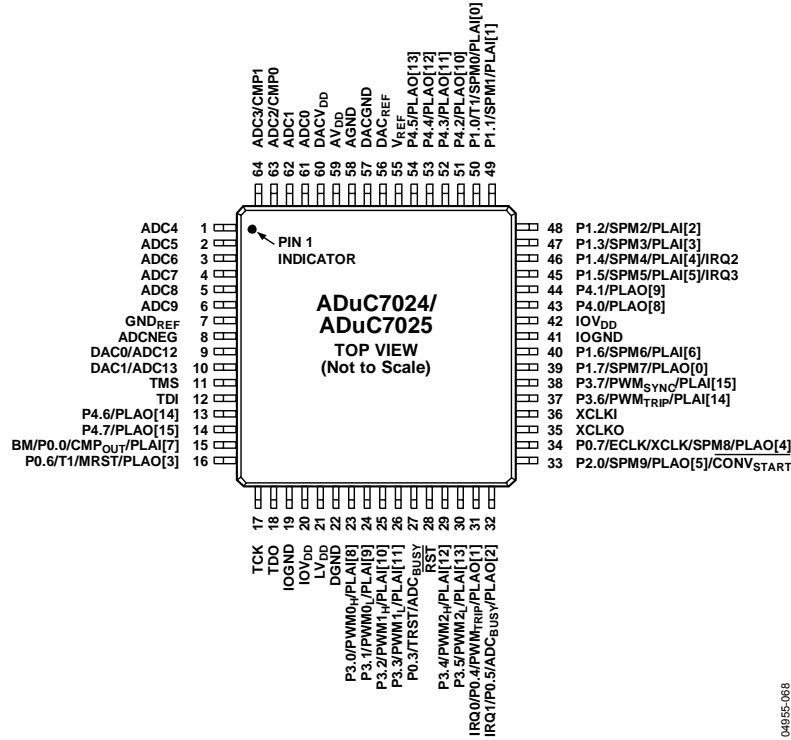 ADC3/CMP1
ADC2/CMP0
ADC1
ADC0
DACVDD
AVDD
AGND
DACGND
DACREF
VREF
P4.5/PLAO[13]
P4.4/PLAO[12]
P4.3/PLAO[11]
P4.2/PLAO[10]
P1.0/T1/SPM0/PLAI[0]
P1.1/SPM1/PLAI[1]
64 63 62 61 60 59 58 57 56 55 54 53 52 51 50 49
ADC4 1
ADC5 2
ADC6 3
ADC7 4
ADC8 5
ADC9 6
GNDREF 7
ADCNEG 8
DAC0/ADC12 9
DAC1/ADC13 10
TMS 11
TDI 12
P4.6/PLAO[14] 13
P4.7/PLAO[15] 14
BM/P0.0/CMPOUT/PLAI[7] 15
P0.6/T1/MRST/PLAO[3] 16
PIN 1
INDICATOR
ADuC7024/
ADuC7025
TOP VIEW
(Not to Scale)
48 P1.2/SPM2/PLAI[2]
47 P1.3/SPM3/PLAI[3]
46 P1.4/SPM4/PLAI[4]/IRQ2
45 P1.5/SPM5/PLAI[5]/IRQ3
44 P4.1/PLAO[9]
43 P4.0/PLAO[8]
42 IOVDD
41 IOGND
40 P1.6/SPM6/PLAI[6]
39 P1.7/SPM7/PLAO[0]
38 P3.7/PWMSYNC/PLAI[15]
37 P3.6/PWMTRIP/PLAI[14]
36 XCLKI
35 XCLKO
34 P0.7/ECLK/XCLK/SPM8/PLAO[4]
33 P2.0/SPM9/PLAO[5]/CONVSTART
17 18 19 20 21 22 23 24 25 26 27 28 29 30 31 32
TCK
TDO
IOGND
IOVDD
LVDD
DGND
P3.0/PWM0H/PLAI[8]
P3.1/PWM0L/PLAI[9]
P3.2/PWM1H/PLAI[10]
P3.3/PWM1L/PLAI[11]
P0.3/TRST/ADCBUSY
RST
P3.4/PWM2H/PLAI[12]
P3.5/PWM2L/PLAI[13]
IRQ0/P0.4/PWMTRIP/PLAO[1]
IRQ1/P0.5/ADCBUSY/PLAO[2]
04955-068